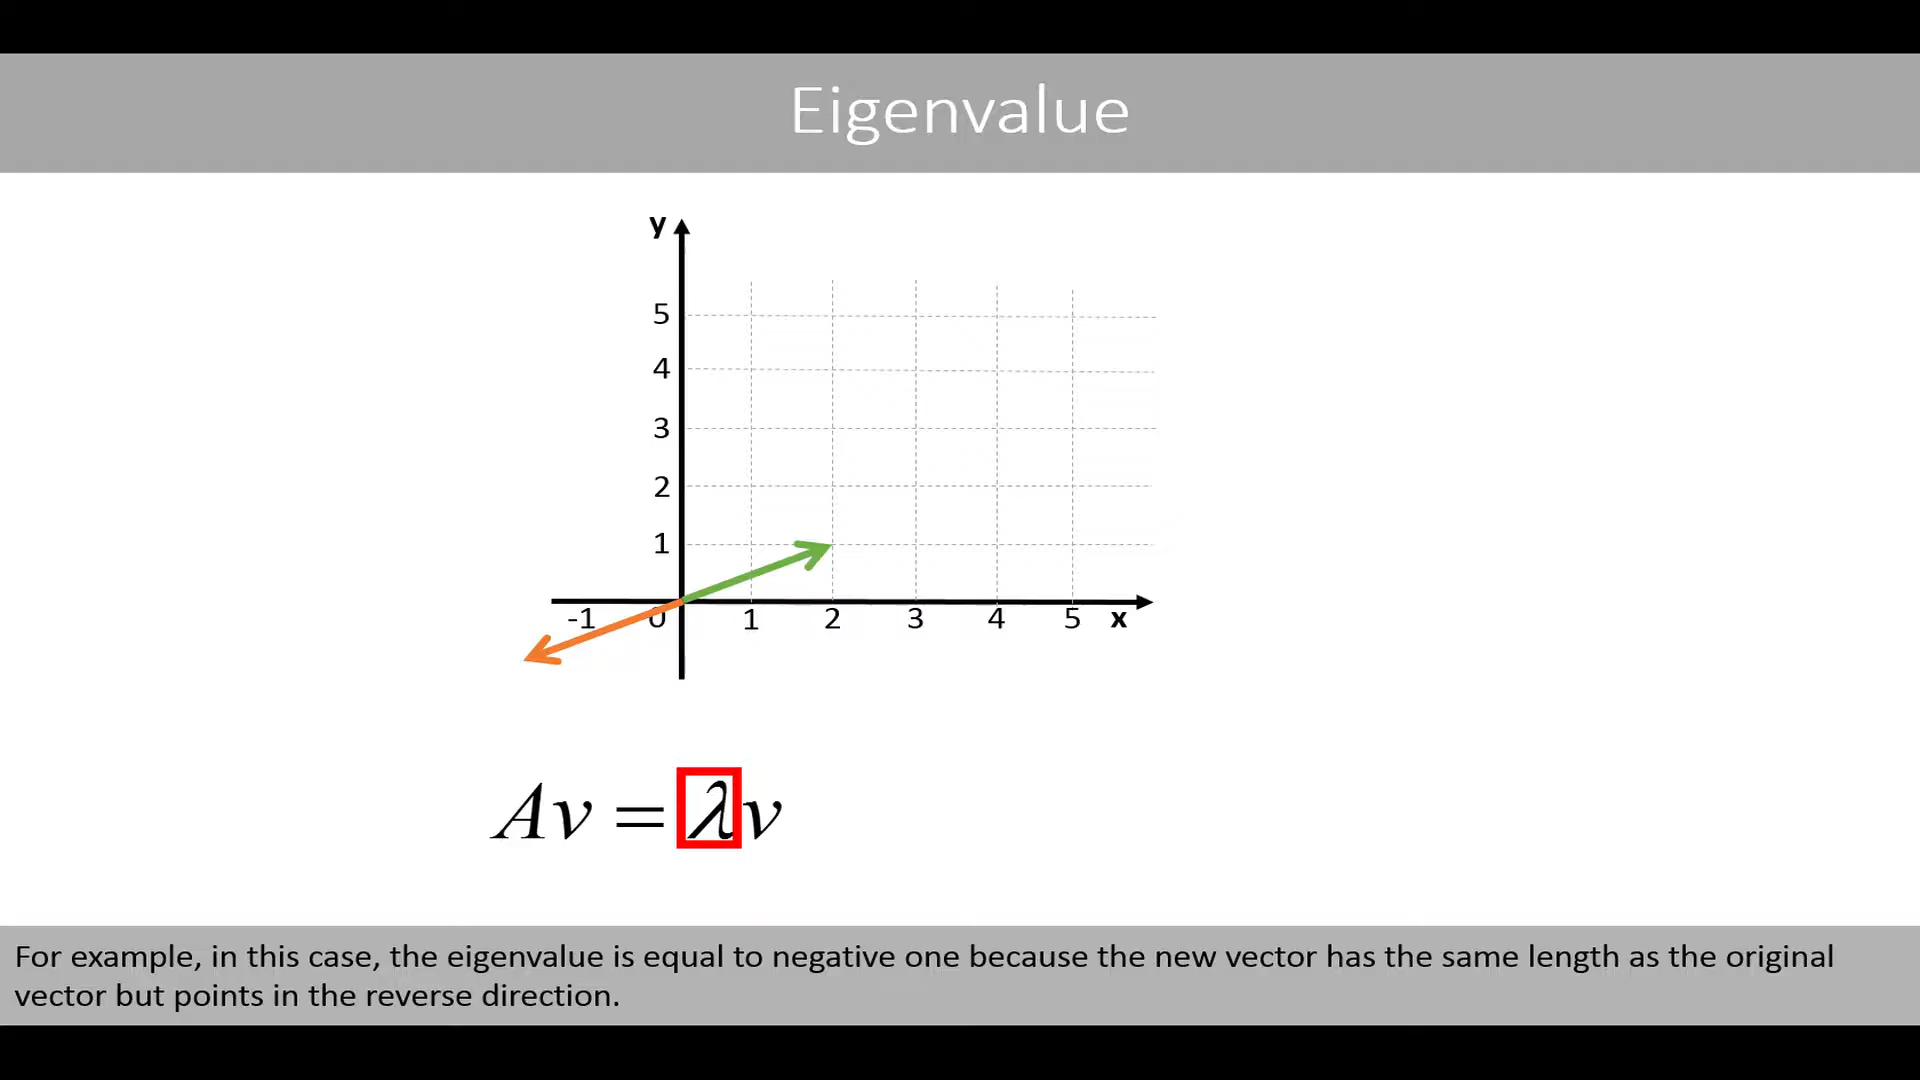 Eigenvalue
y
5
4
3
2
1
-1 0 1 2 3 4 5 x
Av = λv
For example, in this case, the eigenvalue is equal to negative one because the new vector has the same length as the original
vector but points in the reverse direction.